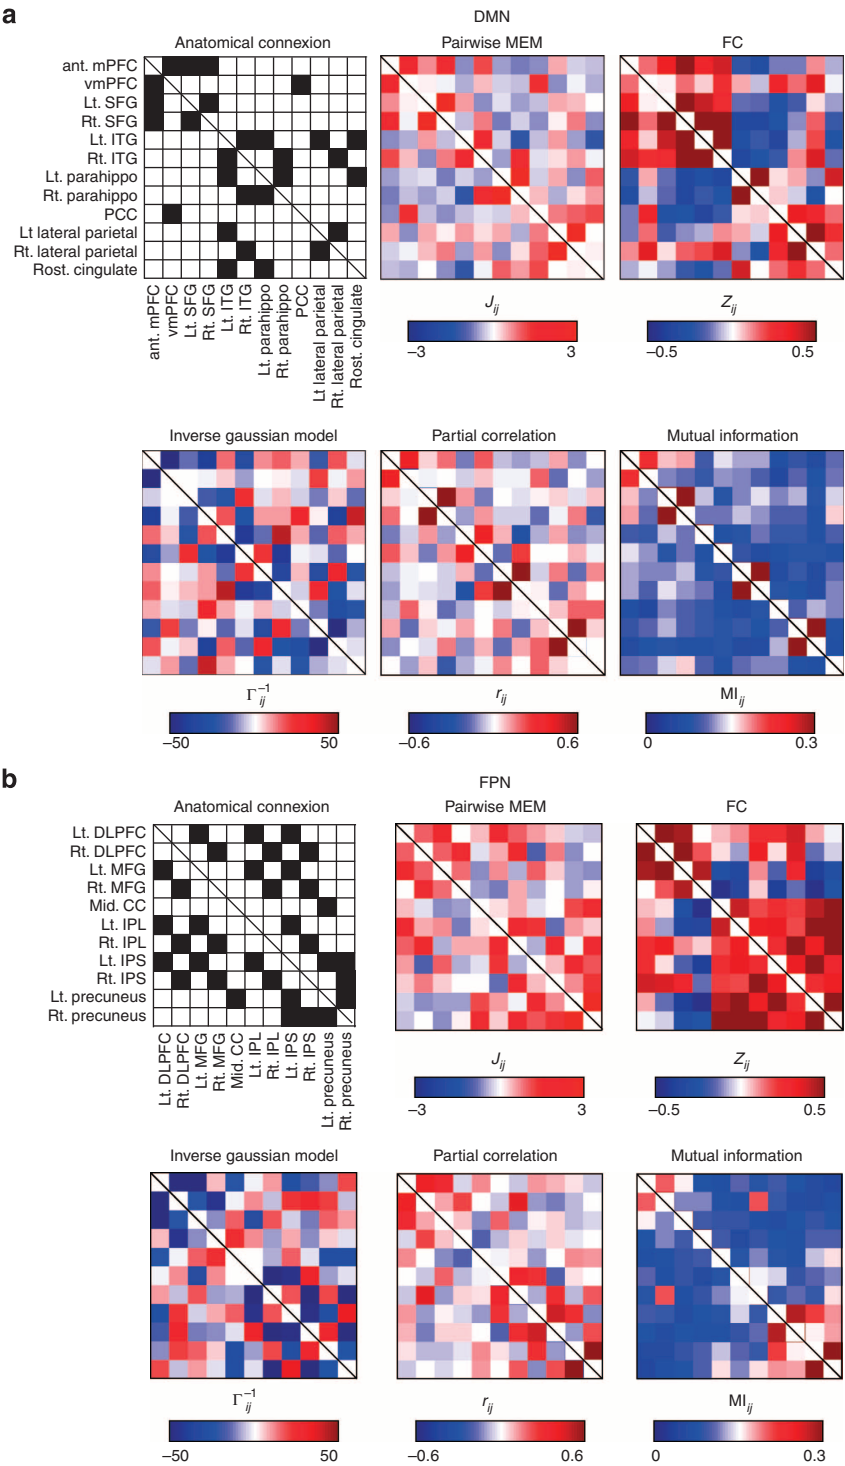 a
DMN
Anatomical connexion
Pairwise MEM
FC
ant. mPFC
vmPFC
Lt. SFG
Rt. SFG
Lt. ITG
Rt. ITG
Lt. parahippo
Rt. parahippo
PCC
Lt lateral parietal
Rt. lateral parietal
Rost. cingulate
ant. mPFC
vmPFC
Lt. SFG
Rt. SFG
Lt. ITG
Rt. ITG
Lt. parahippo
Rt. parahippo
PCC
Lt lateral parietal
Rt. lateral parietal
Rost. cingulate
Jij
–3 3
Zij
–0.5 0.5
Inverse gaussian model
Partial correlation
Mutual information
Γij–1
–50 50
rij
–0.6 0.6
MIij
0 0.3
b
FPN
Anatomical connexion
Pairwise MEM
FC
Lt. DLPFC
Rt. DLPFC
Lt. MFG
Rt. MFG
Mid. CC
Lt. IPL
Rt. IPL
Lt. IPS
Rt. IPS
Lt. precuneus
Rt. precuneus
Lt. DLPFC
Rt. DLPFC
Lt. MFG
Rt. MFG
Mid. CC
Lt. IPL
Rt. IPL
Lt. IPS
Rt. IPS
Lt. precuneus
Rt. precuneus
Jij
–3 3
Zij
–0.5 0.5
Inverse gaussian model
Partial correlation
Mutual information
Γij–1
–50 50
rij
–0.6 0.6
MIij
0 0.3